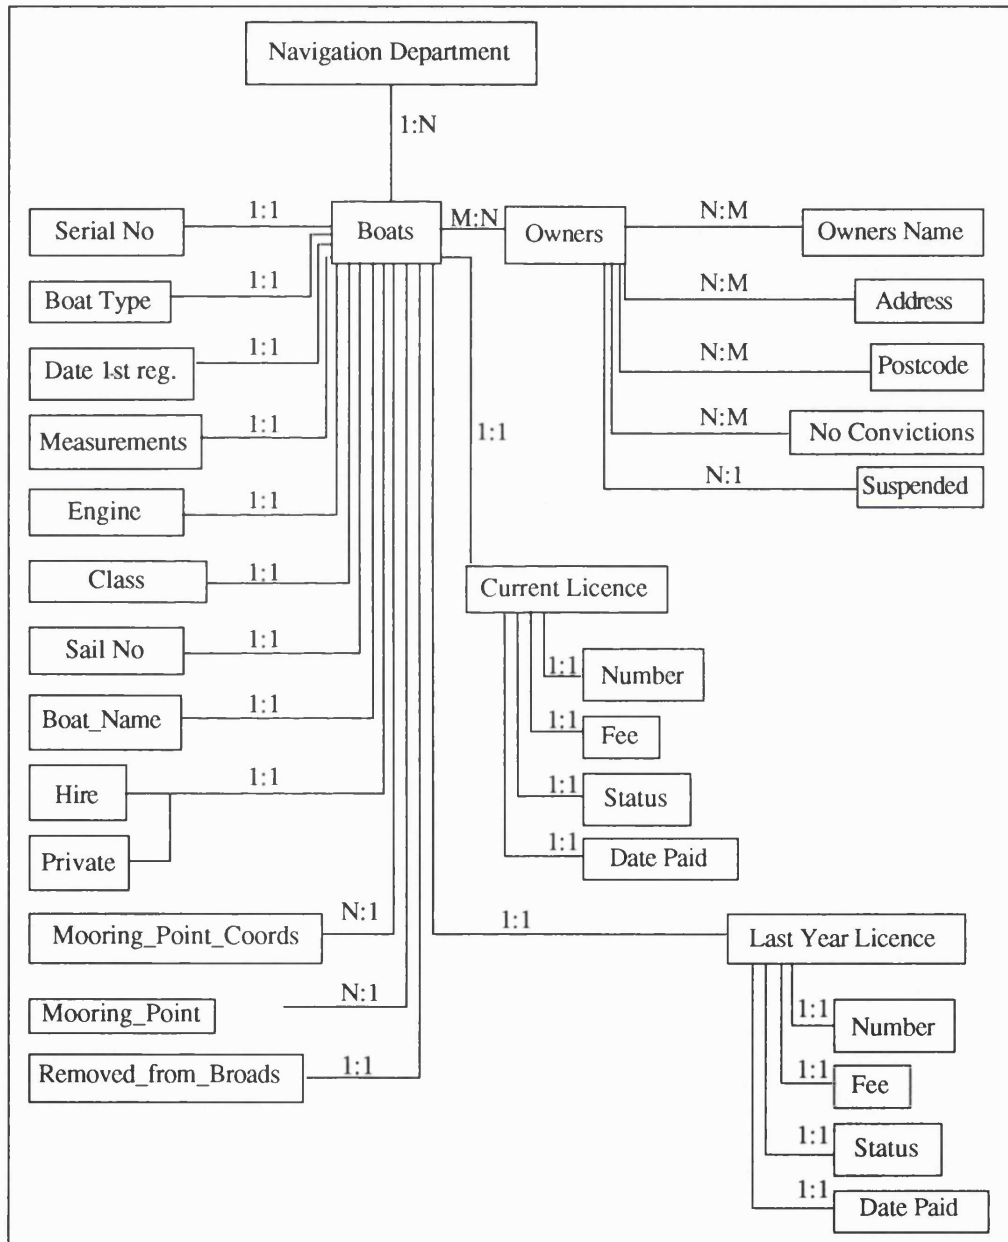 Navigation Department
1:N
Serial No
1:1
Boats
M:N
Owners
N:M
Owners Name
Boat Type
1:1
N:M
Address
Date 1st reg.
1:1
N:M
Postcode
Measurements
1:1
1:1
N:M
No Convictions
Engine
1:1
N:1
Suspended
Class
1:1
Current Licence
Sail No
1:1
1:1
Number
Boat_Name
1:1
1:1
Fee
Hire
1:1
1:1
Status
Private
1:1
Date Paid
Mooring_Point_Coords
N:1
1:1
Last Year Licence
Mooring_Point
N:1
1:1
Number
Removed_from_Broads
1:1
1:1
Fee
1:1
Status
1:1
Date Paid